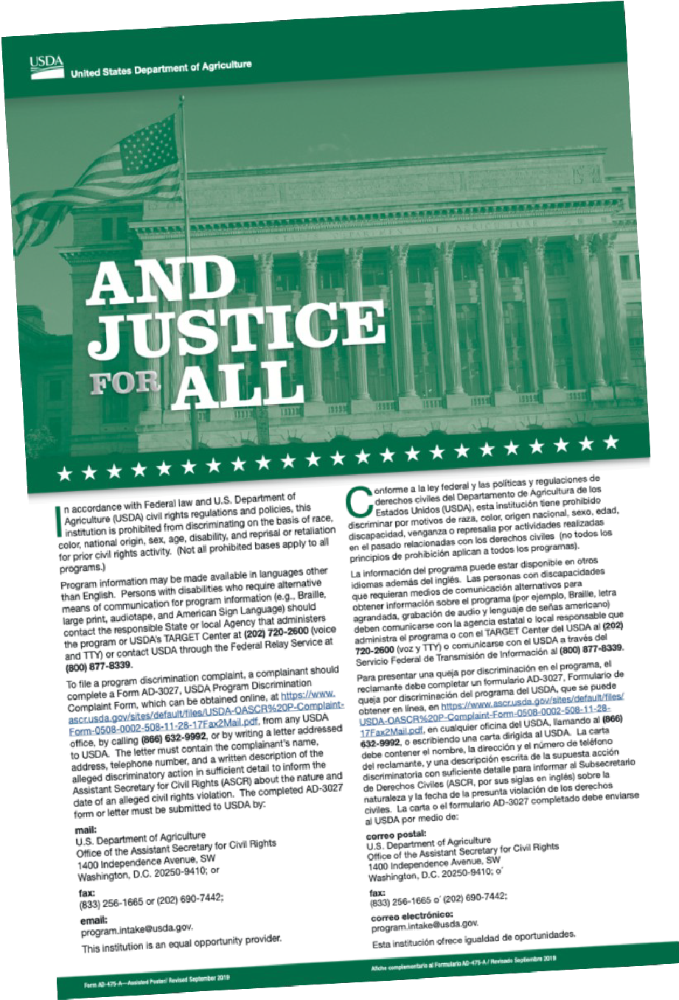 USDA
United States Department of Agriculture
AND
JUSTICE
FOR ALL
In accordance with Federal law and U.S. Department of
Agriculture (USDA) civil rights regulations and policies, this
institution is prohibited from discriminating on the basis of race,
color, national origin, sex, age, disability, and reprisal or retaliation
for prior civil rights activity. (Not all prohibited bases apply to all
programs.)
Program information may be made available in languages other
than English. Persons with disabilities who require alternative
means of communication for program information (e.g., Braille,
large print, audiotape, and American Sign Language) should
contact the responsible State or local Agency that administers
the program or USDA's TARGET Center at (202) 720-2600 (voice
and TTY) or contact USDA through the Federal Relay Service at
(800) 877-8339.
To file a program discrimination complaint, a complainant should
complete a Form AD-3027, USDA Program Discrimination
Complaint Form, which can be obtained online, at https://www.
ascr.usda.gov/sites/default/files/USDA-OASCR%20P-Complaint-
Form-0508-0002-508-11-28-17Fax2Mail.pdf, from any USDA
office, by calling (866) 632-9992, or by writing a letter addressed
to USDA. The letter must contain the complainant's name,
address, telephone number, and a written description of the
alleged discriminatory action in sufficient detail to inform the
Assistant Secretary for Civil Rights (ASCR) about the nature and
date of an alleged civil rights violation. The completed AD-3027
form or letter must be submitted to USDA by:
mail:
U.S. Department of Agriculture
Office of the Assistant Secretary for Civil Rights
1400 Independence Avenue, SW
Washington, D.C. 20250-9410; or
fax:
(833) 256-1665 or (202) 690-7442;
email:
program.intake@usda.gov.
This institution is an equal opportunity provider.
Conforme a la ley federal y las políticas y regulaciones de
derechos civiles del Departamento de Agricultura de los
Estados Unidos (USDA), esta institución tiene prohibido
discriminar por motivos de raza, color, origen nacional, sexo, edad,
discapacidad, venganza o represalia por actividades realizadas
en el pasado relacionadas con los derechos civiles (no todos los
principios de prohibición aplican a todos los programas).
La información del programa puede estar disponible en otros
idiomas además del inglés. Las personas con discapacidades
que requieran medios de comunicación alternativos para
obtener información sobre el programa (por ejemplo, Braille, letra
agrandada, grabación de audio y lenguaje de señas americano)
deben comunicarse con la agencia estatal o local responsable que
administra el programa o con el TARGET Center del USDA al (202)
720-2600 (voz y TTY) o comunicarse con el USDA a través del
Servicio Federal de Transmisión de Información al (800) 877-8339.
Para presentar una queja por discriminación en el programa, el
reclamante debe completar un formulario AD-3027, Formulario de
queja por discriminación del programa del USDA, que se puede
obtener en línea, en https://www.ascr.usda.gov/sites/default/files/
USDA-OASCR%20P-Complaint-Form-0508-0002-508-11-28-
17Fax2Mail.pdf, en cualquier oficina del USDA, llamando al (866)
632-9992, o escribiendo una carta dirigida al USDA. La carta
debe contener el nombre, la dirección y el número de teléfono
del reclamante, y una descripción escrita de la supuesta acción
discriminatoria con suficiente detalle para informar al Subsecretario
de Derechos Civiles (ASCR, por sus siglas en inglés) sobre la
naturaleza y la fecha de la presunta violación de los derechos
civiles. La carta o el formulario AD-3027 completado debe enviarse
al USDA por medio de:
correo postal:
U.S. Department of Agriculture
Office of the Assistant Secretary for Civil Rights
1400 Independence Avenue, SW
Washington, D.C. 20250-9410; o´
fax:
(833) 256-1665 o´ (202) 690-7442;
correo electrónico:
program.intake@usda.gov.
Esta institución ofrece igualdad de oportunidades.
Form AD-475-A—Assisted Poster/ Revised September 2019
Afiche complementario al Formulario AD-475-A / Revisado Septiembre 2019